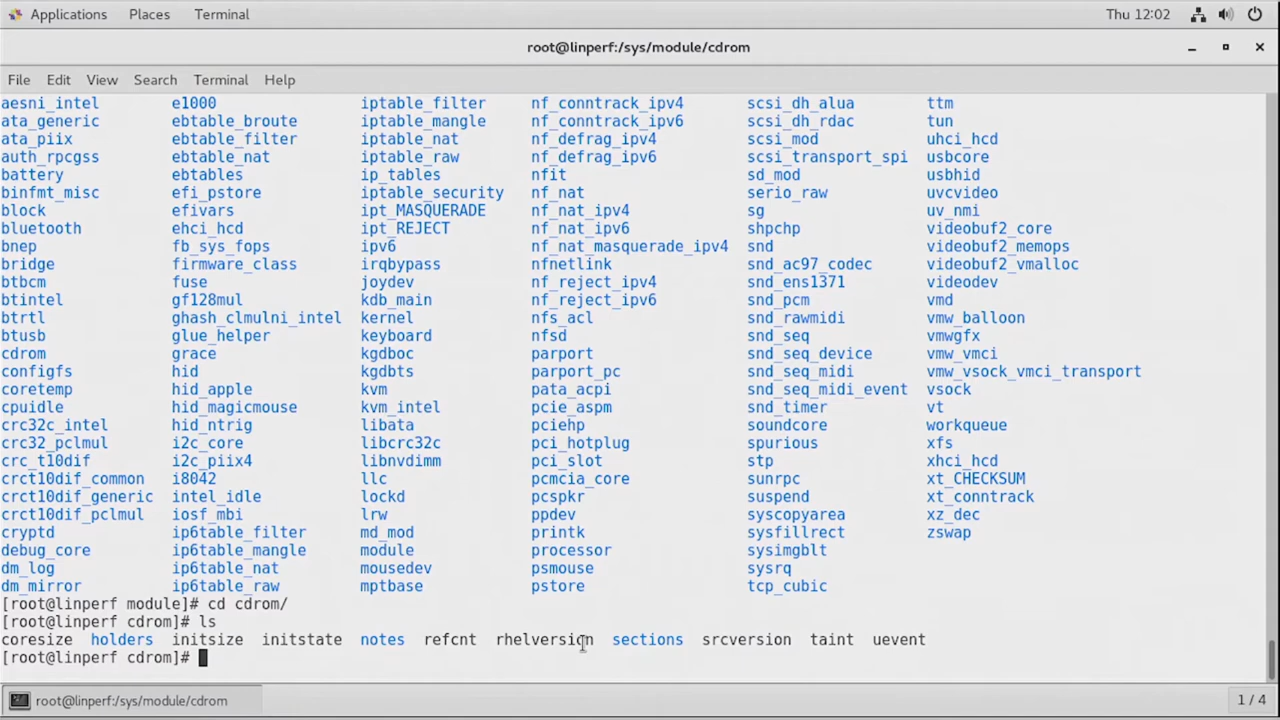 Applications Places Terminal Thu 12:02
root@linperf:/sys/module/cdrom
File Edit View Search Terminal Help
aesni_intel e1000 iptable_filter nf_conntrack_ipv4 scsi_dh_alua ttm
ata_generic ebtable_broute iptable_mangle nf_conntrack_ipv6 scsi_dh_rdac tun
ata_piix ebtable_filter iptable_nat nf_defrag_ipv4 scsi_mod uhci_hcd
auth_rpcgss ebtable_nat iptable_raw nf_defrag_ipv6 scsi_transport_spi usbcore
battery ebtables ip_tables nfit sd_mod usbhid
binfmt_misc efi_pstore iptable_security nf_nat serio_raw uvcvideo
block efivars ipt_MASQUERADE nf_nat_ipv4 sg uv_nmi
bluetooth ehci_hcd ipt_REJECT nf_nat_ipv6 shpchp videobuf2_core
bnep fb_sys_fops ipv6 nf_nat_masquerade_ipv4 snd videobuf2_memops
bridge firmware_class irqbypass nfnetlink snd_ac97_codec videobuf2_vmalloc
btbcm fuse joydev nf_reject_ipv4 snd_ens1371 videodev
btintel gf128mul kdb_main nf_reject_ipv6 snd_pcm vmd
btrtl ghash_clmulni_intel kernel nfs_acl snd_rawmidi vmw_balloon
btusb glue_helper keyboard nfsd snd_seq vmwgfx
cdrom grace kgdboc parport snd_seq_device vmw_vmci
configfs hid kgdbts parport_pc snd_seq_midi vmw_vsock_vmci_transport
coretemp hid_apple kvm pata_acpi snd_seq_midi_event vsock
cpuidle hid_magicmouse kvm_intel pcie_aspm snd_timer vt
crc32c_intel hid_ntrig libata pciehp soundcore workqueue
crc32_pclmul i2c_core libcrc32c pci_hotplug spurious xfs
crc_t10dif i2c_piix4 libnvdimm pci_slot stp xhci_hcd
crct10dif_common i8042 llc pcmcia_core sunrpc xt_CHECKSUM
crct10dif_generic intel_idle lockd pcspkr suspend xt_conntrack
crct10dif_pclmul iosf_mbi lrw ppdev syscopyarea xz_dec
cryptd ip6table_filter md_mod printk sysfillrect zswap
debug_core ip6table_mangle module processor sysimgblt
dm_log ip6table_nat mousedev psmouse sysrq
dm_mirror ip6table_raw mptbase pstore tcp_cubic
[root@linperf module]# cd cdrom/
[root@linperf cdrom]# ls
coresize holders initsize initstate notes refcnt rhelversion sections srcversion taint uevent
[root@linperf cdrom]#
root@linperf:/sys/module/cdrom 1 / 4